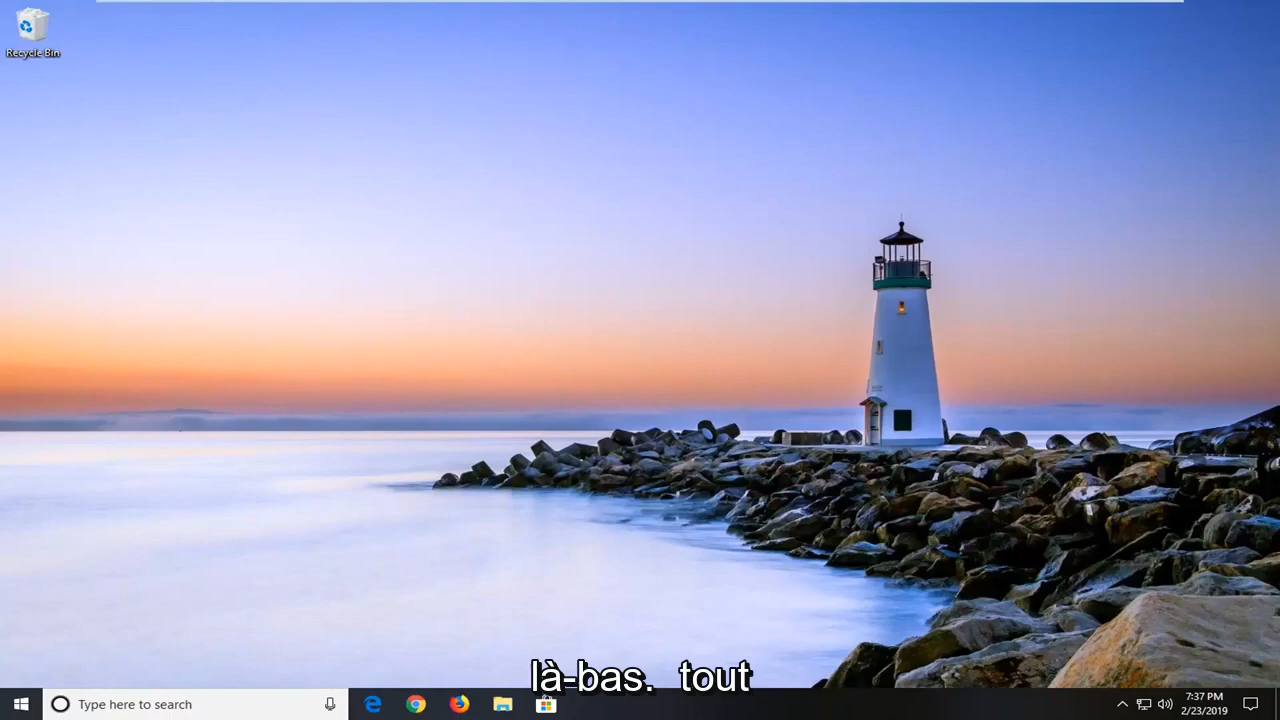 Recycle Bin
là-bas. tout
Type here to search
7:37 PM
2/23/2019